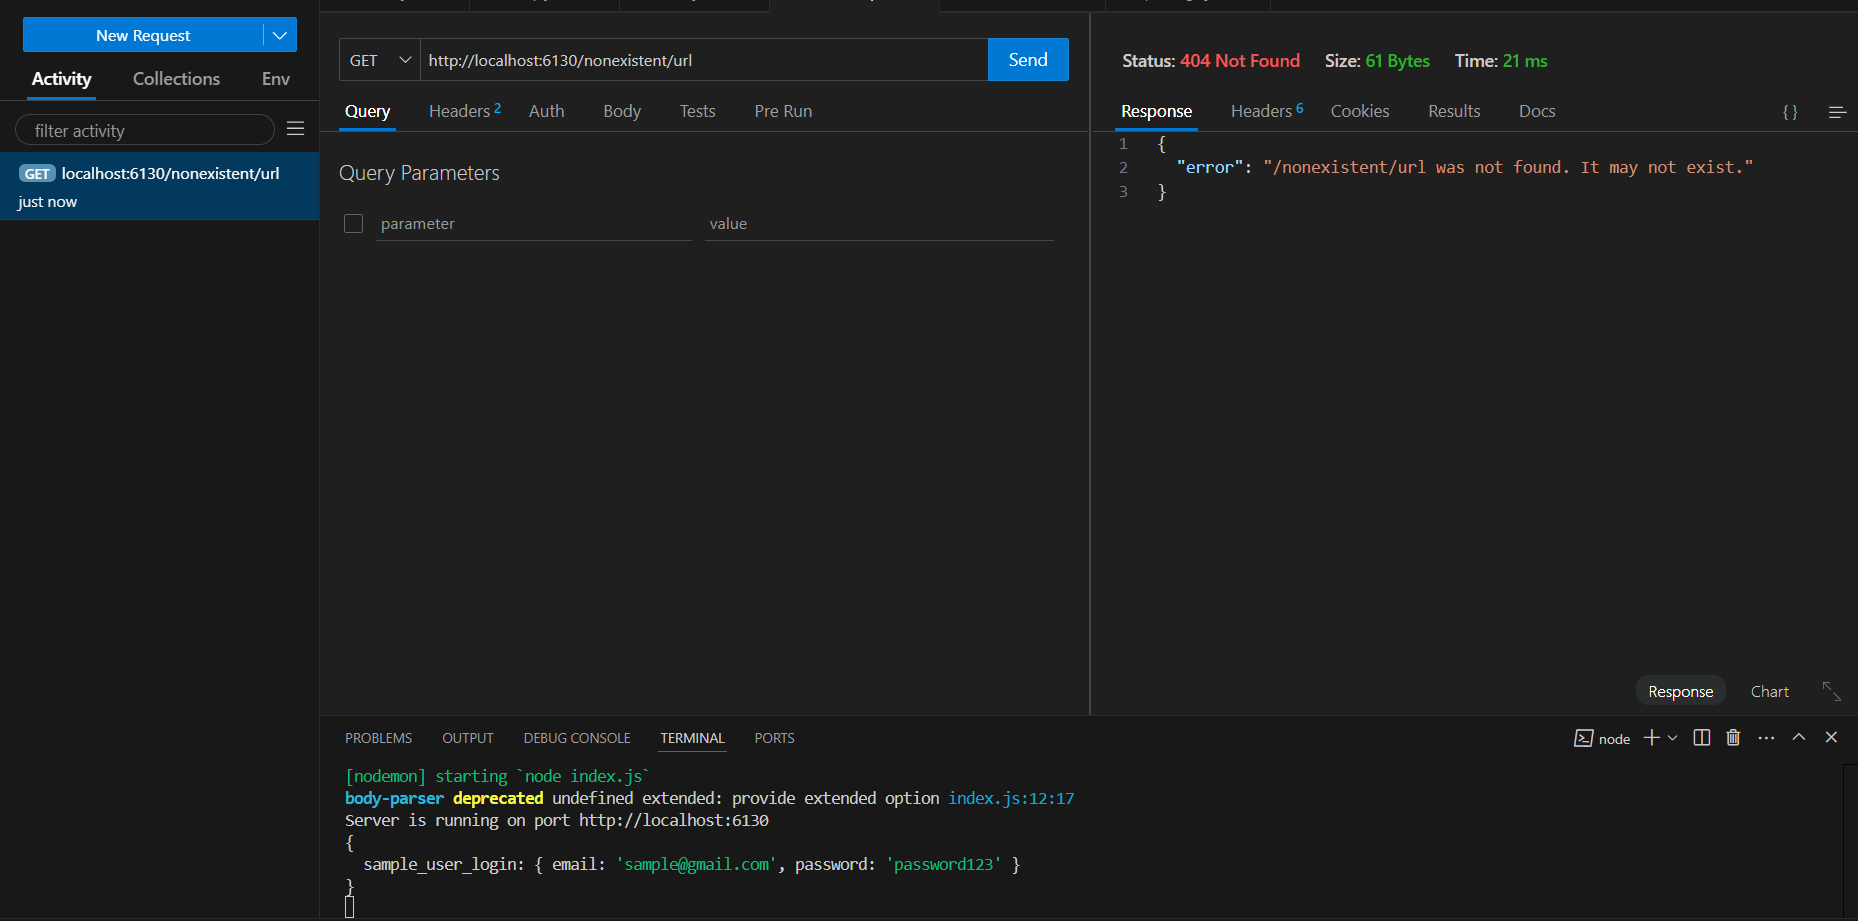 New Request
Activity Collections Env
filter activity
GET localhost:6130/nonexistent/url
just now
GET http://localhost:6130/nonexistent/url Send
Query Headers 2 Auth Body Tests Pre Run
Query Parameters
parameter value
Status: 404 Not Found Size: 61 Bytes Time: 21 ms
Response Headers 6 Cookies Results Docs { }
1 {
2 "error": "/nonexistent/url was not found. It may not exist."
3 }
Response Chart
PROBLEMS OUTPUT DEBUG CONSOLE TERMINAL PORTS
node
[nodemon] starting `node index.js`
body-parser deprecated undefined extended: provide extended option index.js:12:17
Server is running on port http://localhost:6130
{
sample_user_login: { email: 'sample@gmail.com', password: 'password123' }
}